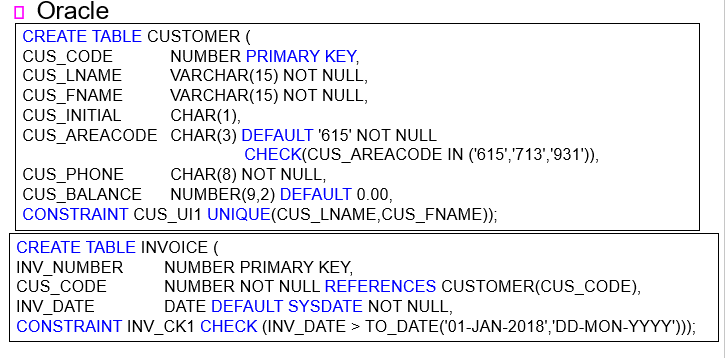 Oracle
CREATE TABLE CUSTOMER (
CUS_CODE NUMBER PRIMARY KEY,
CUS_LNAME VARCHAR(15) NOT NULL,
CUS_FNAME VARCHAR(15) NOT NULL,
CUS_INITIAL CHAR(1),
CUS_AREACODE CHAR(3) DEFAULT '615' NOT NULL
CHECK(CUS_AREACODE IN ('615','713','931')),
CUS_PHONE CHAR(8) NOT NULL,
CUS_BALANCE NUMBER(9,2) DEFAULT 0.00,
CONSTRAINT CUS_UI1 UNIQUE(CUS_LNAME,CUS_FNAME));
CREATE TABLE INVOICE (
INV_NUMBER NUMBER PRIMARY KEY,
CUS_CODE NUMBER NOT NULL REFERENCES CUSTOMER(CUS_CODE),
INV_DATE DATE DEFAULT SYSDATE NOT NULL,
CONSTRAINT INV_CK1 CHECK (INV_DATE > TO_DATE('01-JAN-2018','DD-MON-YYYY')));